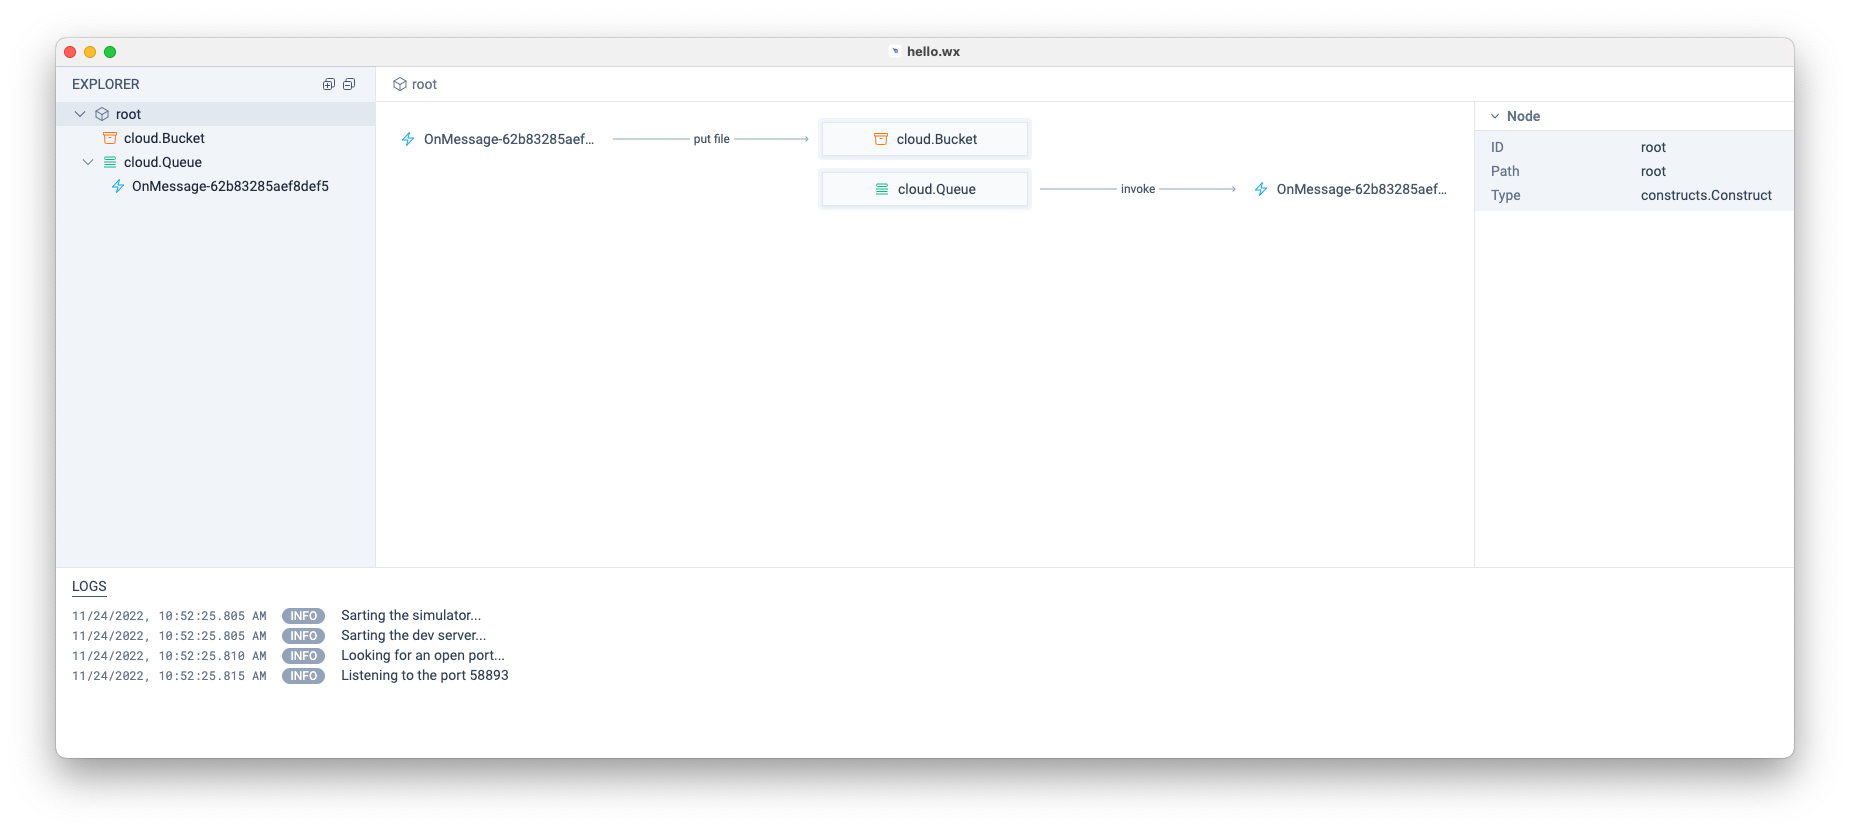 hello.wx
EXPLORER
root
cloud.Bucket
cloud.Queue
OnMessage-62b83285aef8def5
root
OnMessage-62b83285aef... put file cloud.Bucket
cloud.Queue invoke OnMessage-62b83285aef...
Node
ID root
Path root
Type constructs.Construct
LOGS
11/24/2022, 10:52:25.805 AM INFO Sarting the simulator...
11/24/2022, 10:52:25.805 AM INFO Sarting the dev server...
11/24/2022, 10:52:25.810 AM INFO Looking for an open port...
11/24/2022, 10:52:25.815 AM INFO Listening to the port 58893